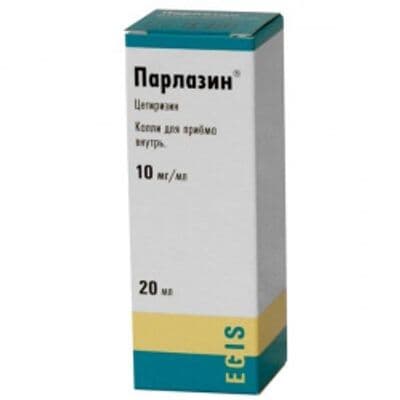 Парлазин®
Цетиризин
Капли для приёма
внутрь.
10 мг/мл
20 мл
EGIS